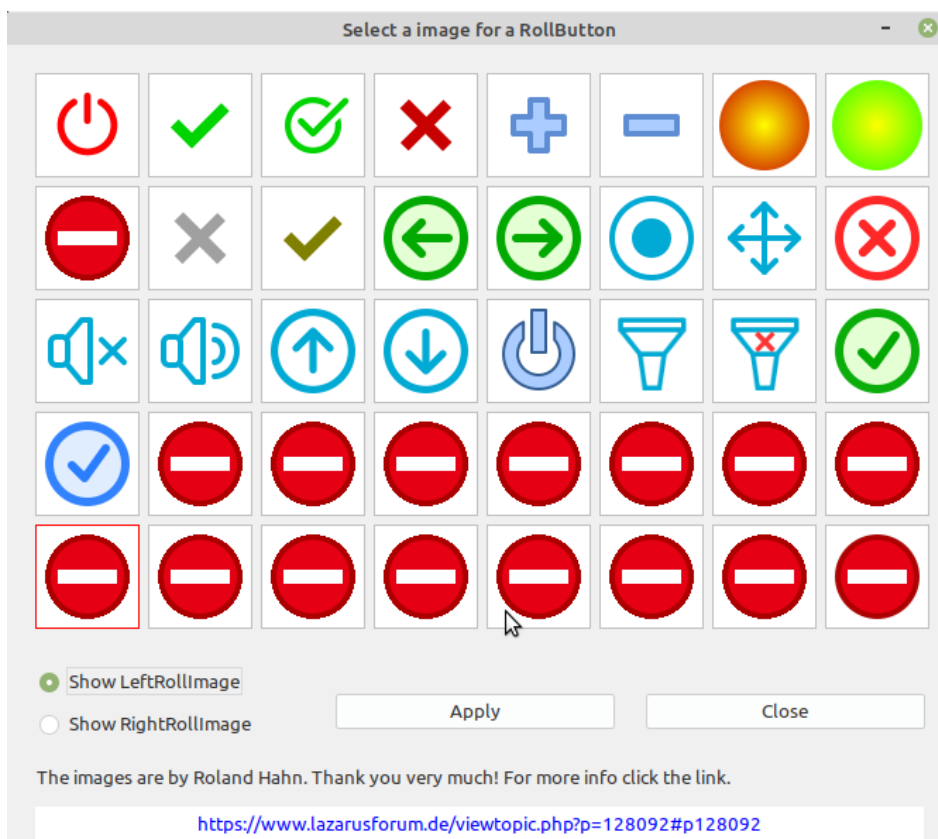 Select a image for a RollButton
Show LeftRollImage
Show RightRollImage
Apply
Close
The images are by Roland Hahn. Thank you very much! For more info click the link.
https://www.lazarusforum.de/viewtopic.php?p=128092#p128092